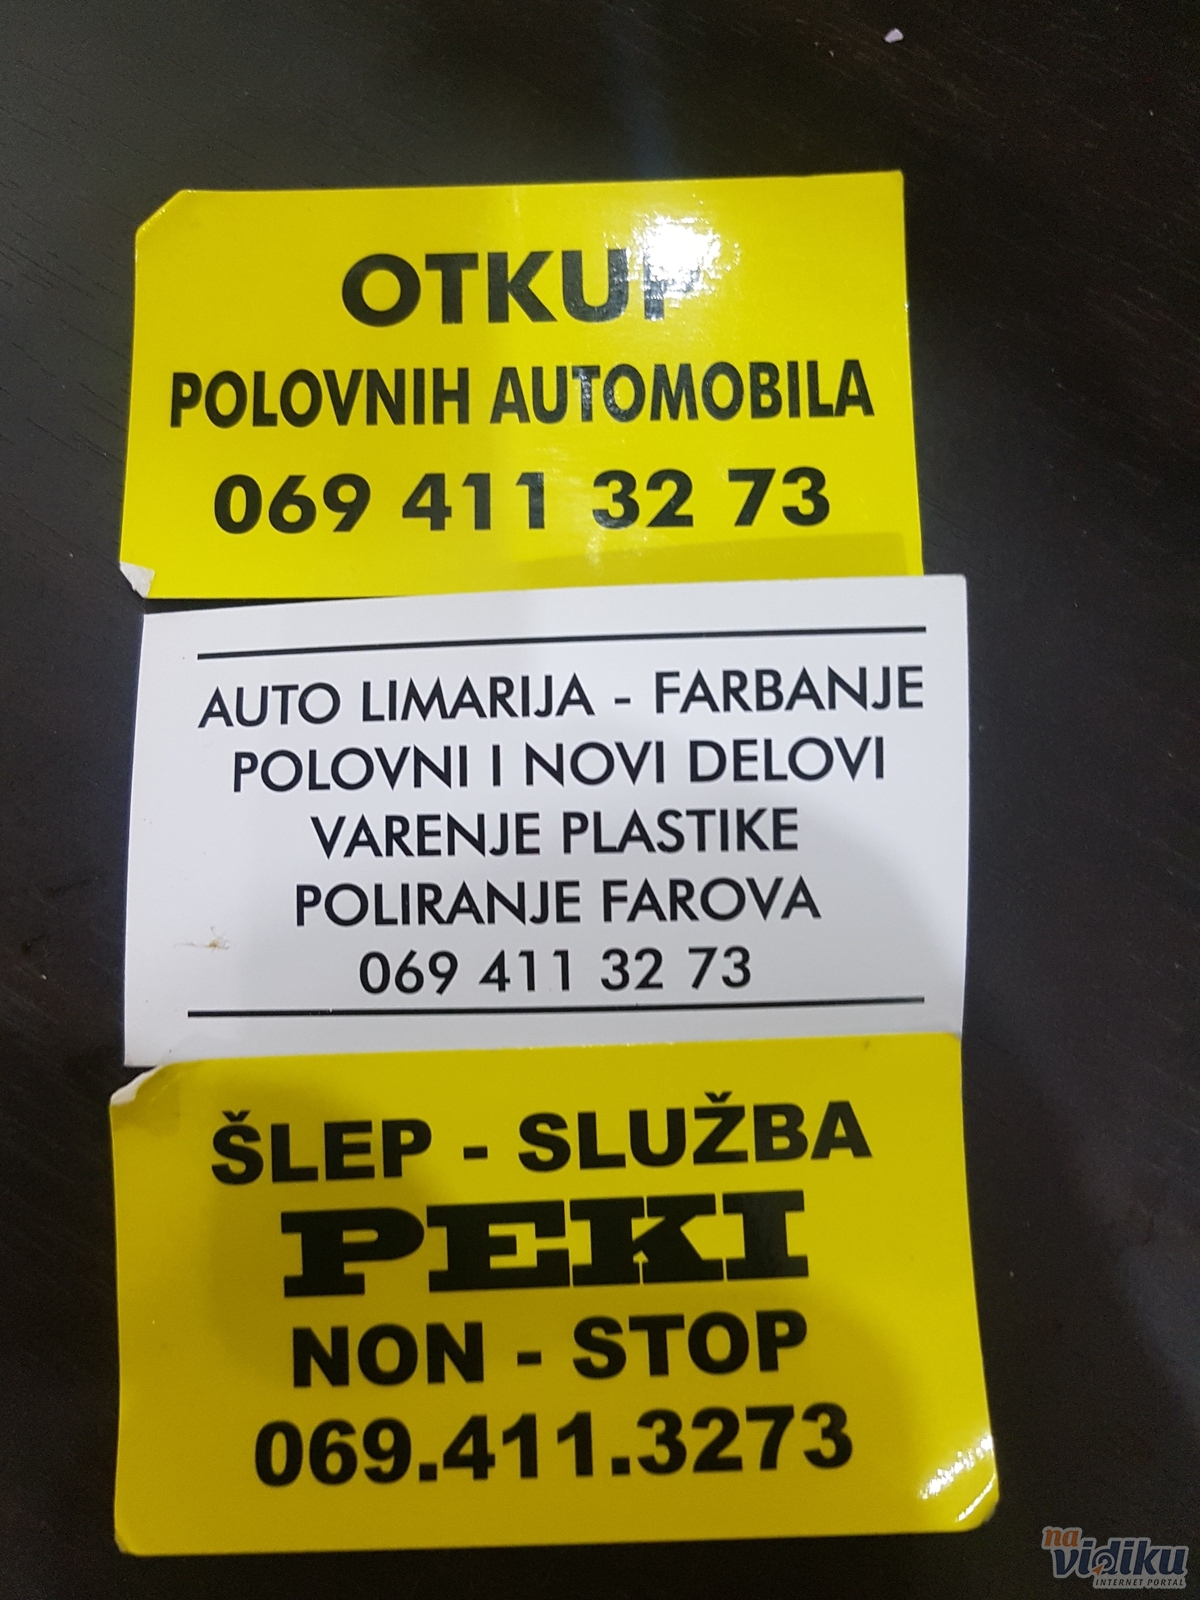 OTKUP
POLOVNIH AUTOMOBILA
069 411 32 73
AUTO LIMARIJA - FARBANJE
POLOVNI I NOVI DELOVI
VARENJE PLASTIKE
POLIRANJE FAROVA
069 411 32 73
ŠLEP - SLUŽBA
PEKI
NON - STOP
069.411.3273
na
vidiku
INTERNET PORTAL